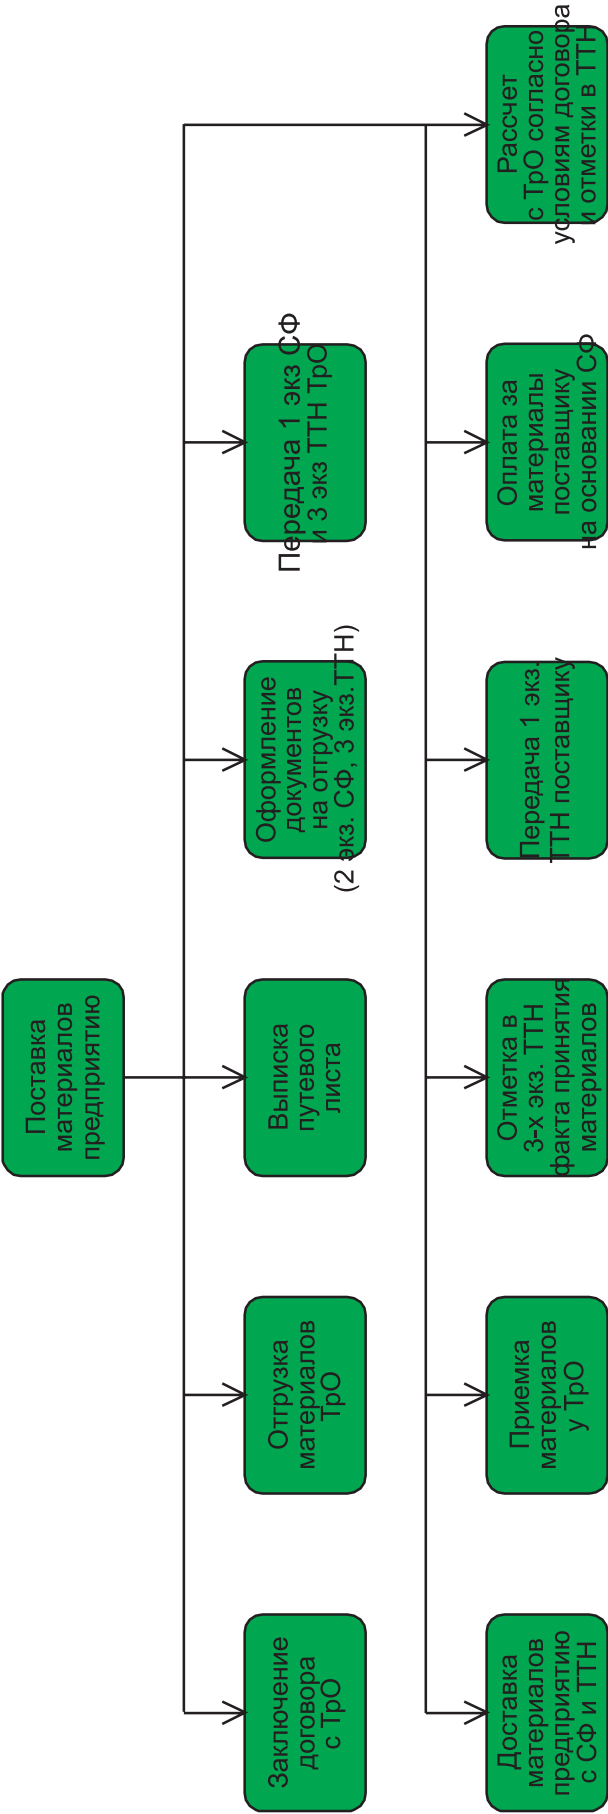 Поставка
материалов
предприятию
Заключение
договора
с ТрО
Отгрузка
материалов
ТрО
Выписка
путевого
листа
Оформление
документов
на отгрузку
(2 экз. СФ, 3 экз.ТТН)
Передача 1 экз СФ
и 3 экз ТТН ТрО
Доставка
материалов
предприятию
с СФ и ТТН
Приемка
материалов
у ТрО
Отметка в
3-х экз. ТТН
факта принятия
материалов
Передача 1 экз.
ТТН поставщику
Оплата за
материалы
поставщику
на основании СФ
Рассчет
с ТрО согласно
условиям договора
и отметки в ТТН